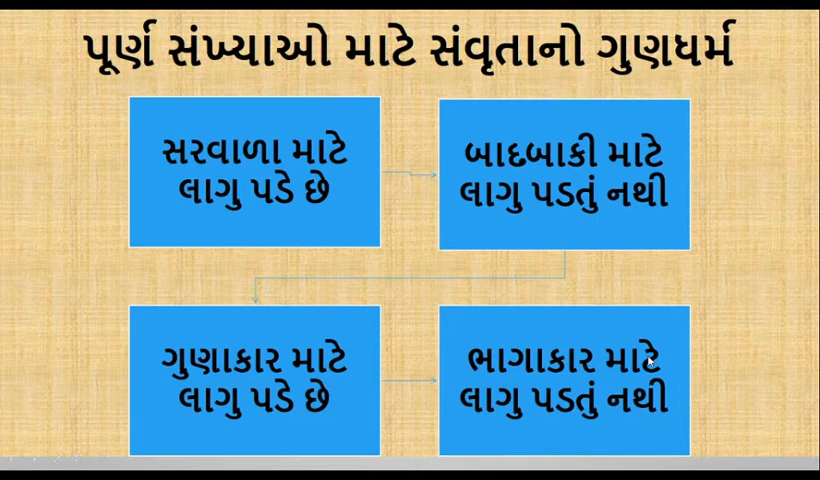 પૂર્ણ સંખ્યાઓ માટે સંવૃતાનો ગુણધર્મ
સરવાળા માટે
લાગુ પડે છે
બાદબાકી માટે
લાગુ પડતું નથી
ગુણાકાર માટે
લાગુ પડે છે
ભાગાકાર માટે
લાગુ પડતું નથી